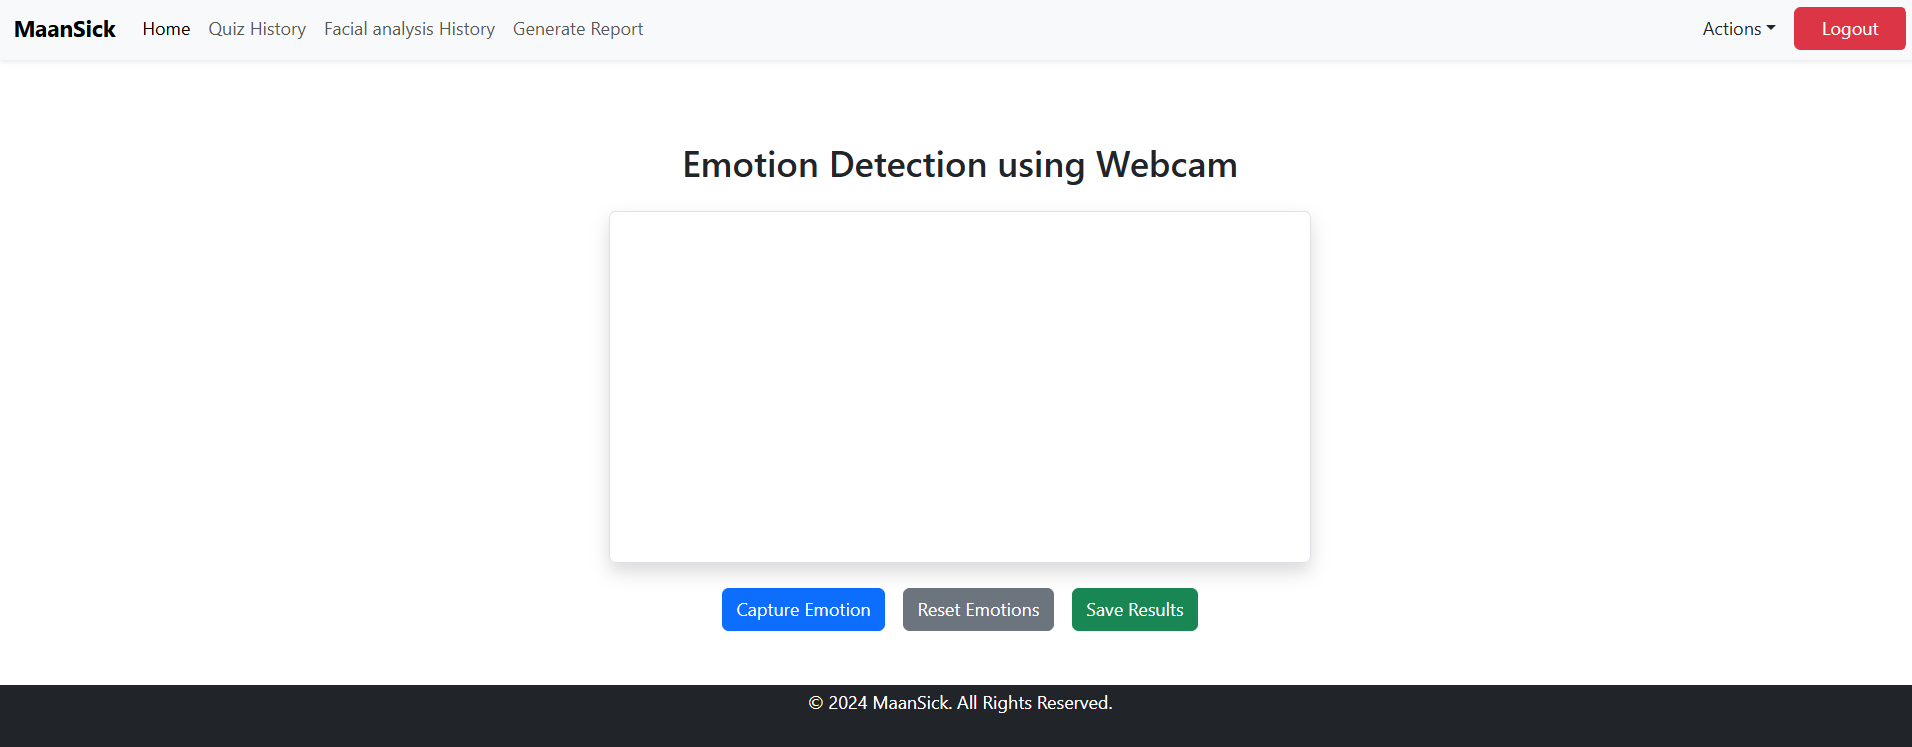 MaanSick Home Quiz History Facial analysis History Generate Report Actions Logout
Emotion Detection using Webcam
Capture Emotion Reset Emotions Save Results
© 2024 MaanSick. All Rights Reserved.